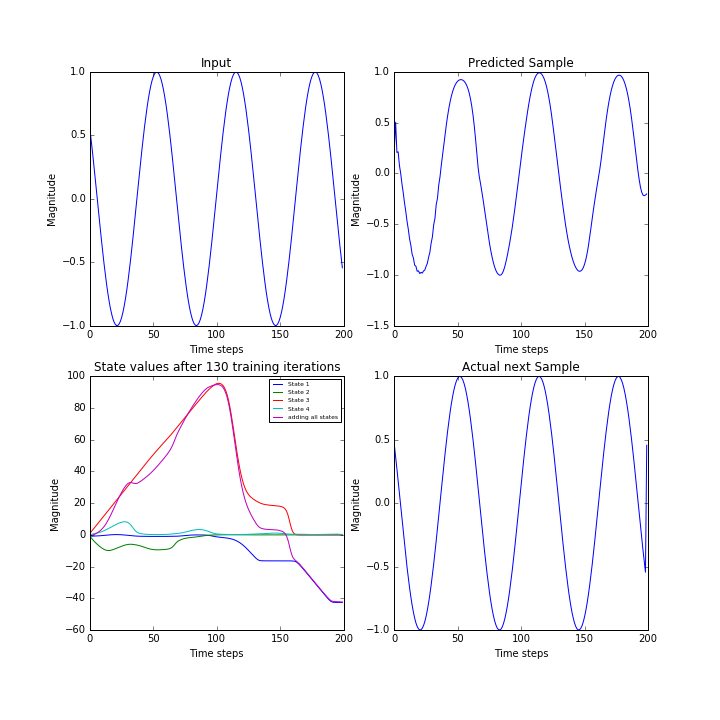 Input
1.0
0.5
0.0
−0.5
−1.0
Magnitude
0 50 100 150 200
Time steps
Predicted Sample
1.0
0.5
0.0
−0.5
−1.0
−1.5
Magnitude
0 50 100 150 200
Time steps
State values after 130 training iterations
100
80
60
40
20
0
−20
−40
−60
Magnitude
State 1
State 2
State 3
State 4
adding all states
0 50 100 150 200
Time steps
Actual next Sample
1.0
0.5
0.0
−0.5
−1.0
Magnitude
0 50 100 150 200
Time steps